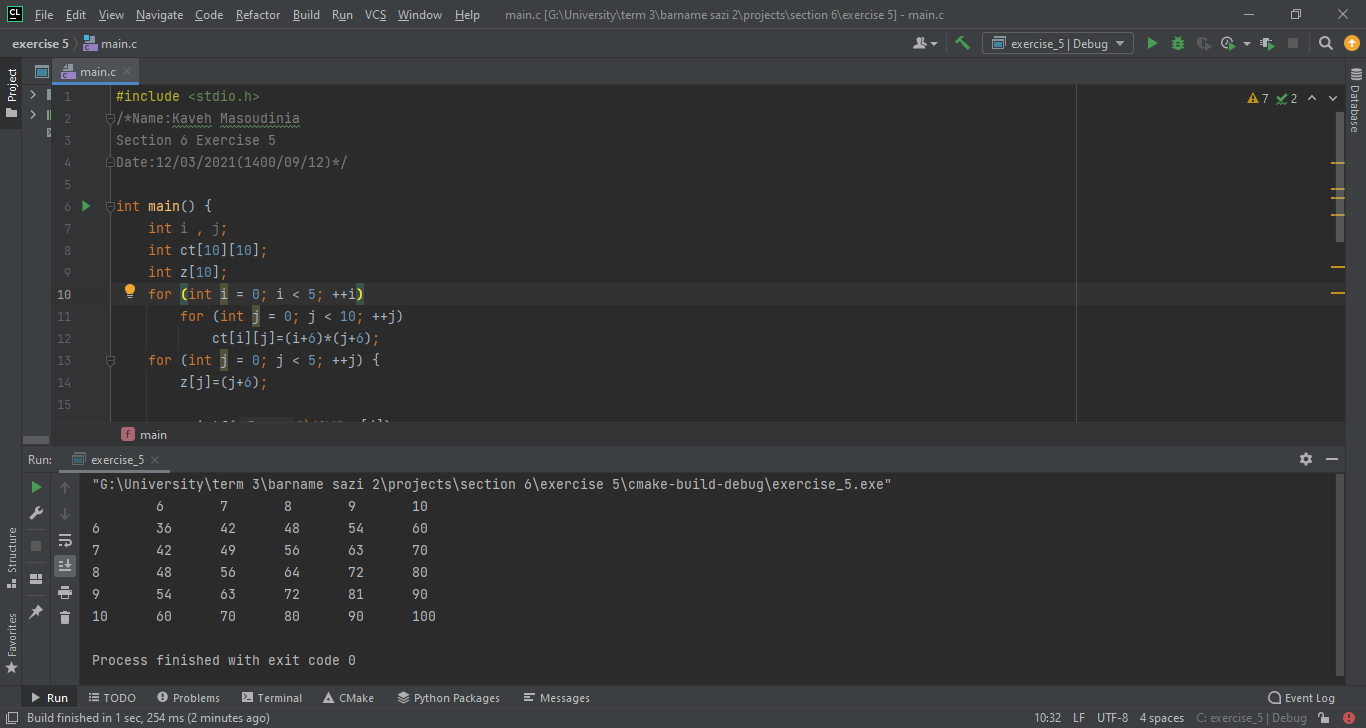 File Edit View Navigate Code Refactor Build Run VCS Window Help main.c [G:\University\term 3\barname sazi 2\projects\section 6\exercise 5] - main.c
exercise 5 main.c exercise_5 | Debug
Project
main.c
7 2
Database
1 #include <stdio.h>
2 /*Name:Kaveh Masoudinia
3 Section 6 Exercise 5
4 Date:12/03/2021(1400/09/12)*/
5
6 int main() {
7 int i , j;
8 int ct[10][10];
9 int z[10];
10 for (int i = 0; i < 5; ++i)
11 for (int j = 0; j < 10; ++j)
12 ct[i][j]=(i+6)*(j+6);
13 for (int j = 0; j < 5; ++j) {
14 z[j]=(j+6);
15
f main
Run: exercise_5
"G:\University\term 3\barname sazi 2\projects\section 6\exercise 5\cmake-build-debug\exercise_5.exe"
6 7 8 9 10
6 36 42 48 54 60
7 42 49 56 63 70
8 48 56 64 72 80
9 54 63 72 81 90
10 60 70 80 90 100
Process finished with exit code 0
Structure
Favorites
Run TODO Problems Terminal CMake Python Packages Messages Event Log
Build finished in 1 sec, 254 ms (2 minutes ago) 10:32 LF UTF-8 4 spaces C: exercise_5 | Debug